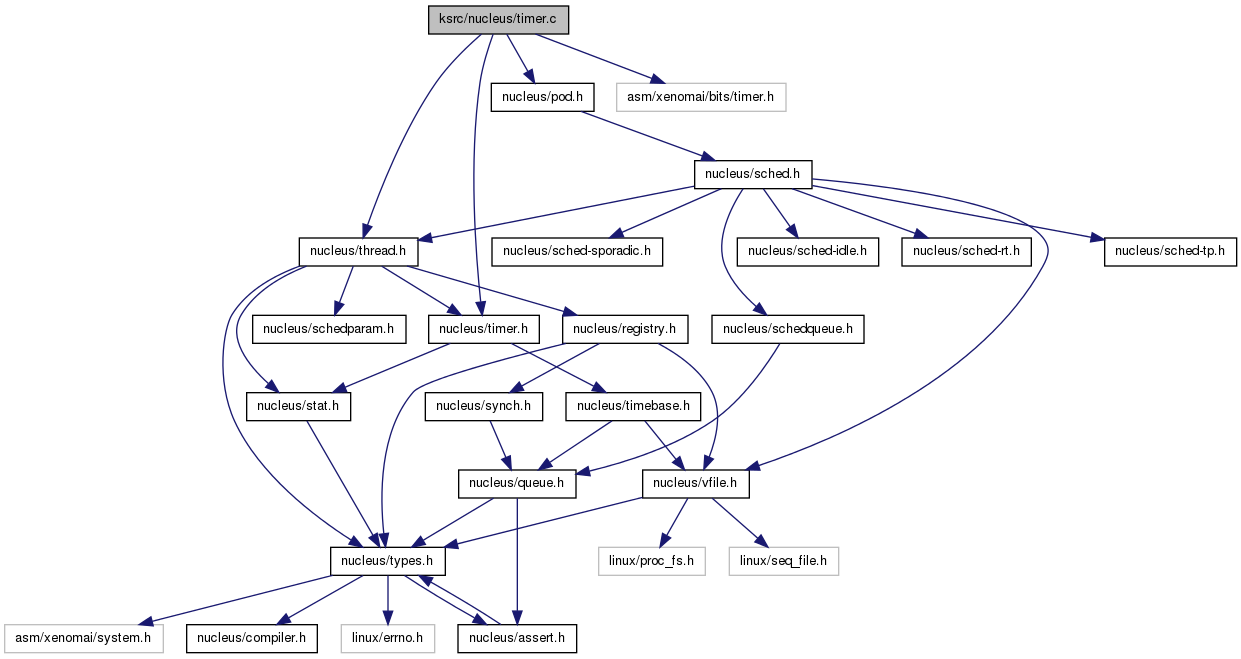 ksrc/nucleus/timer.c
nucleus/pod.h
asm/xenomai/bits/timer.h
nucleus/sched.h
nucleus/thread.h
nucleus/sched-sporadic.h
nucleus/sched-idle.h
nucleus/sched-rt.h
nucleus/sched-tp.h
nucleus/schedparam.h
nucleus/timer.h
nucleus/registry.h
nucleus/schedqueue.h
nucleus/stat.h
nucleus/synch.h
nucleus/timebase.h
nucleus/queue.h
nucleus/vfile.h
nucleus/types.h
linux/proc_fs.h
linux/seq_file.h
asm/xenomai/system.h
nucleus/compiler.h
linux/errno.h
nucleus/assert.h